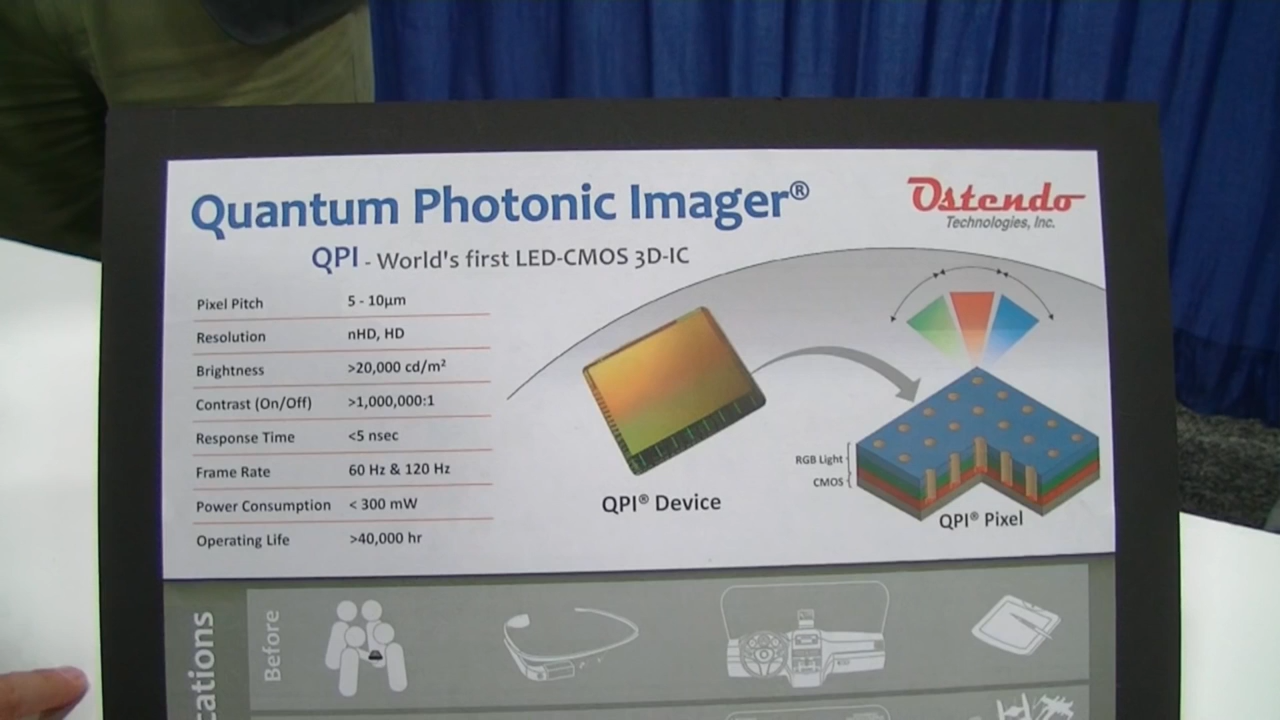 Quantum Photonic Imager®
Ostendo
Technologies, Inc.
QPI - World's first LED-CMOS 3D-IC
Pixel Pitch 5 - 10µm
Resolution nHD, HD
Brightness >20,000 cd/m²
Contrast (On/Off) >1,000,000:1
Response Time <5 nsec
Frame Rate 60 Hz & 120 Hz
Power Consumption < 300 mW
Operating Life >40,000 hr
QPI® Device
RGB Light
CMOS
QPI® Pixel
cations
Before